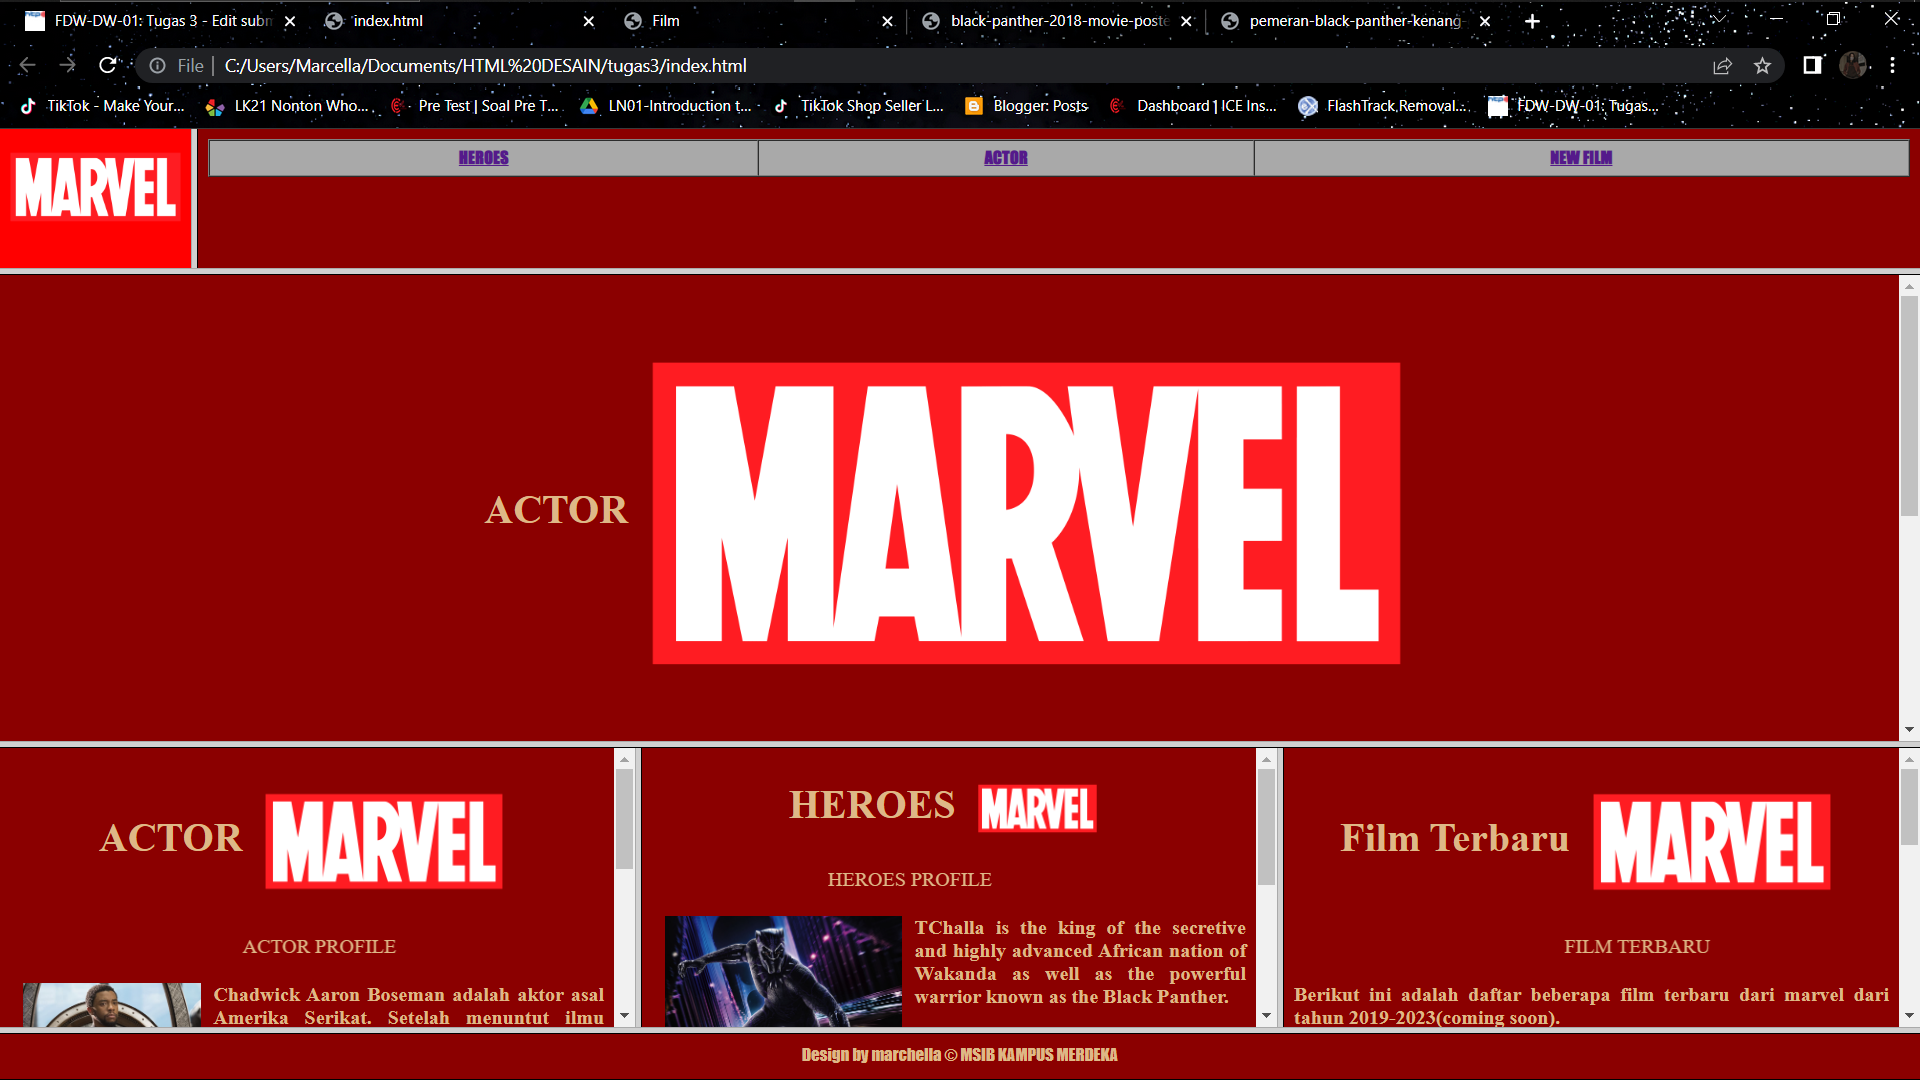 FDW-DW-01: Tugas 3 - Edit subm
index.html
Film
black-panther-2018-movie-poste
pemeran-black-panther-kenang-
File
C:/Users/Marcella/Documents/HTML%20DESAIN/tugas3/index.html
TikTok - Make Your...
LK21 Nonton Who...
Pre Test | Soal Pre T...
LN01-Introduction t...
TikTok Shop Seller L...
Blogger: Posts
Dashboard | ICE Ins...
FlashTrack Removal...
FDW-DW-01: Tugas...
MARVEL
HEROES
ACTOR
NEW FILM
ACTOR
MARVEL
ACTOR
MARVEL
ACTOR PROFILE
Chadwick Aaron Boseman adalah aktor asal
Amerika Serikat. Setelah menuntut ilmu
HEROES
MARVEL
HEROES PROFILE
TChalla is the king of the secretive
and highly advanced African nation of
Wakanda as well as the powerful
warrior known as the Black Panther.
Film Terbaru
MARVEL
FILM TERBARU
Berikut ini adalah daftar beberapa film terbaru dari marvel dari
tahun 2019-2023(coming soon).
Design by marchella © MSIB KAMPUS MERDEKA